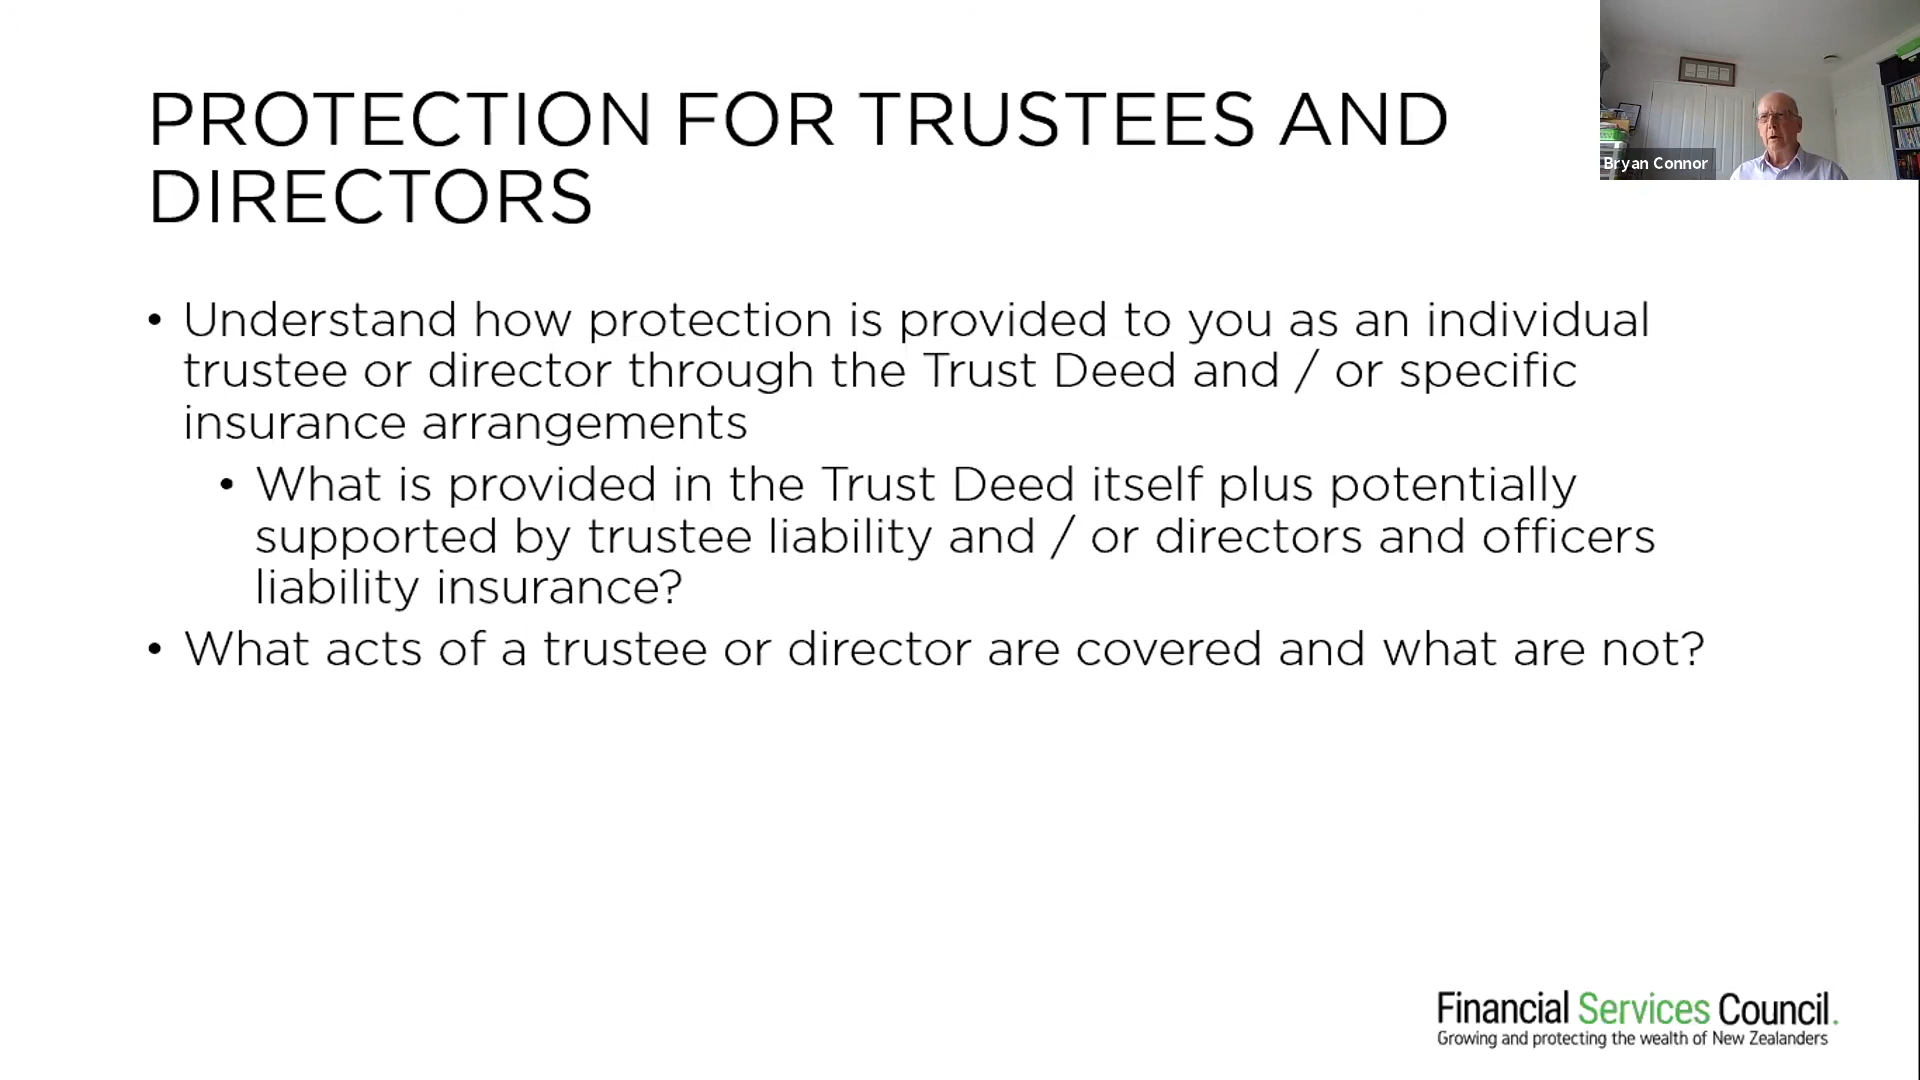 PROTECTION FOR TRUSTEES AND
DIRECTORS
Bryan Connor
• Understand how protection is provided to you as an individual
trustee or director through the Trust Deed and / or specific
insurance arrangements
• What is provided in the Trust Deed itself plus potentially
supported by trustee liability and / or directors and officers
liability insurance?
• What acts of a trustee or director are covered and what are not?
Financial Services Council.
Growing and protecting the wealth of New Zealanders